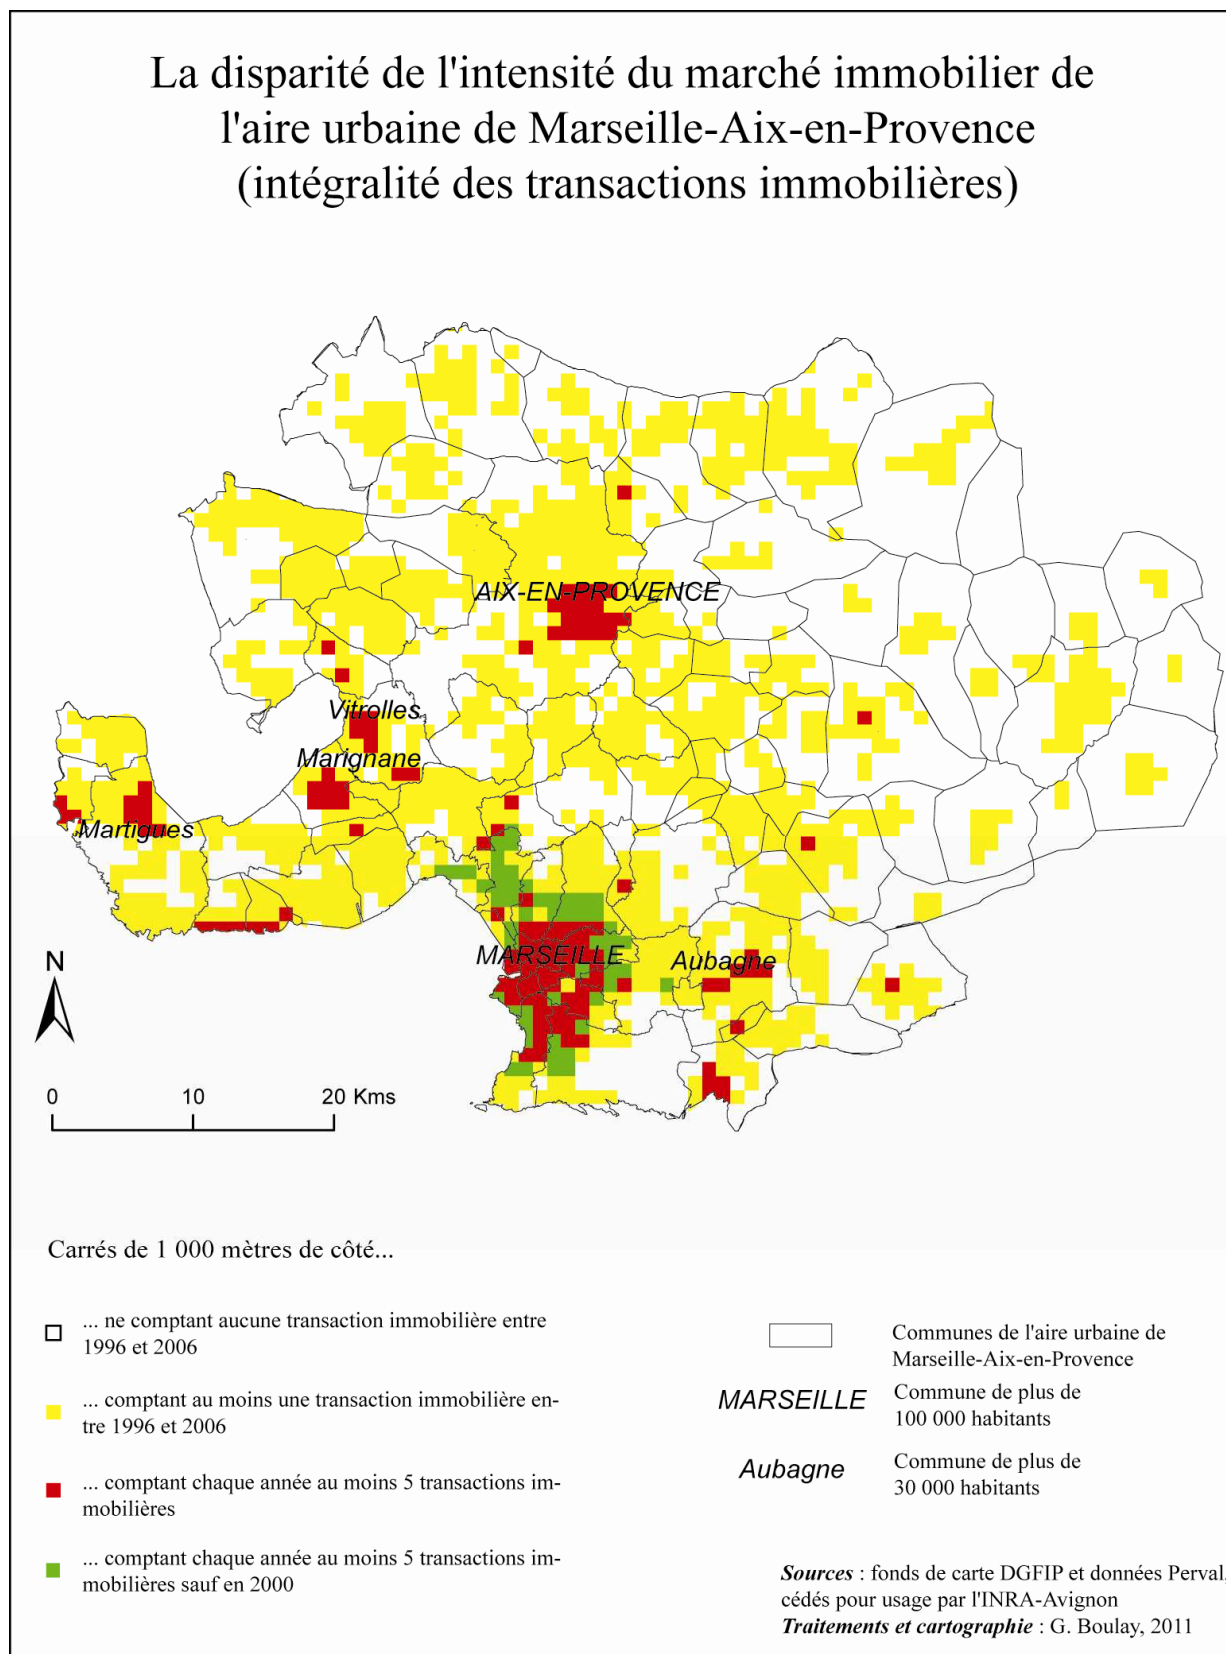 La disparité de l'intensité du marché immobilier de
l'aire urbaine de Marseille-Aix-en-Provence
(intégralité des transactions immobilières)
AIX-EN-PROVENCE
Vitrolles
Marignane
Martigues
MARSEILLE
Aubagne
N
0 10 20 Kms
Carrés de 1 000 mètres de côté...
... ne comptant aucune transaction immobilière entre
1996 et 2006
... comptant au moins une transaction immobilière en-
tre 1996 et 2006
... comptant chaque année au moins 5 transactions im-
mobilières
... comptant chaque année au moins 5 transactions im-
mobilières sauf en 2000
Communes de l'aire urbaine de
Marseille-Aix-en-Provence
MARSEILLE
Commune de plus de
100 000 habitants
Aubagne
Commune de plus de
30 000 habitants
Sources : fonds de carte DGFIP et données Perval,
cédés pour usage par l'INRA-Avignon
Traitements et cartographie : G. Boulay, 2011